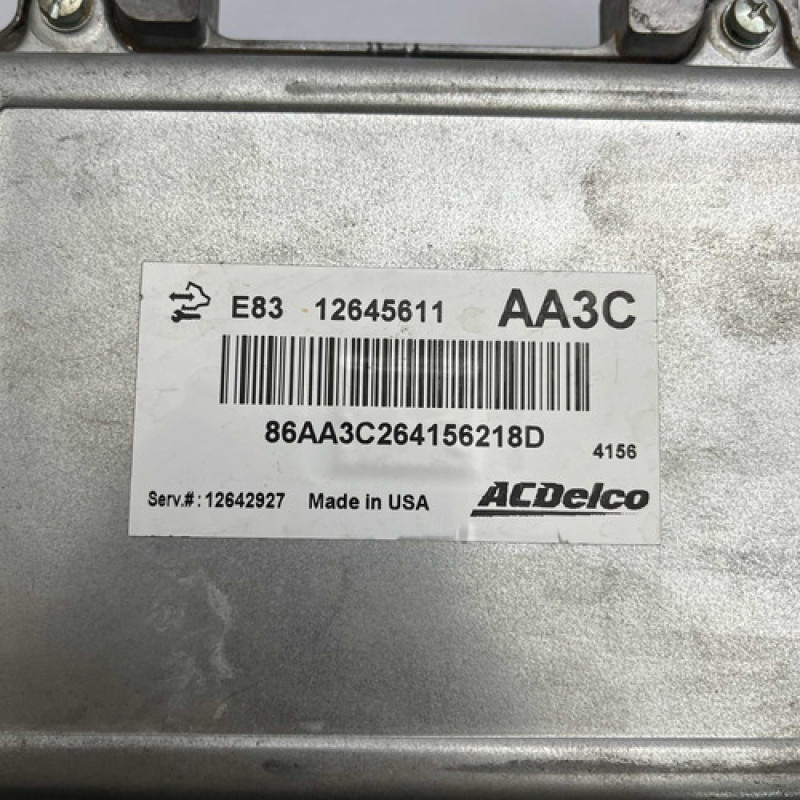 E83 12645611 AA3C
86AA3C264156218D
4156
Serv.#: 12642927 Made in USA ACDelco